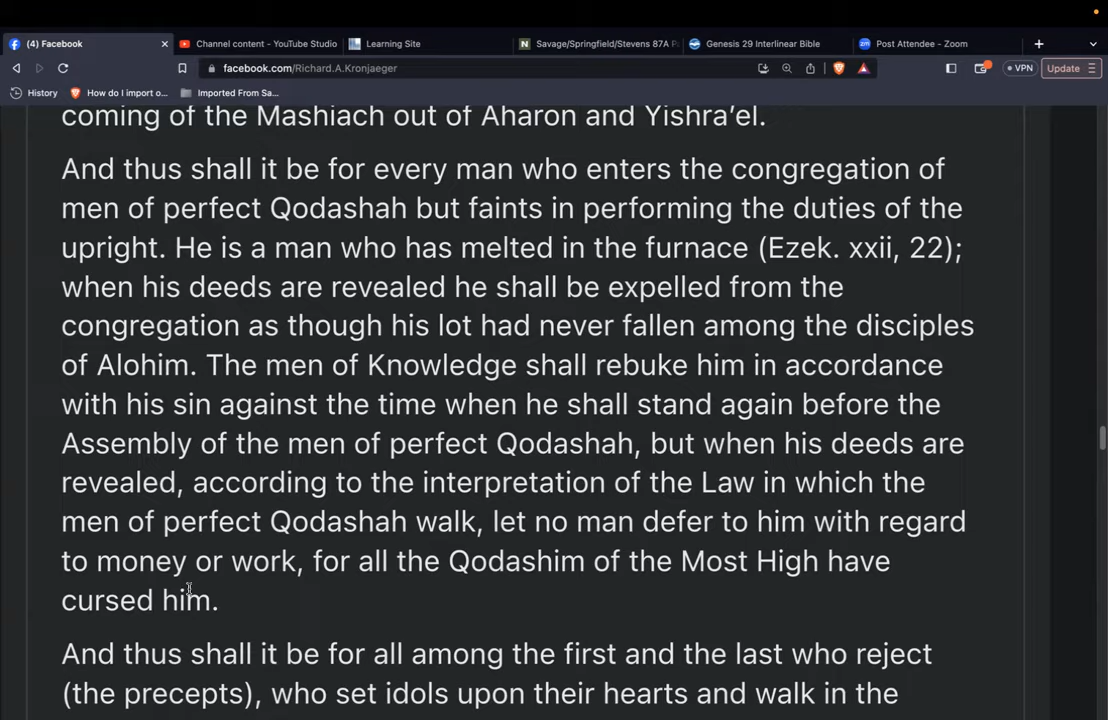 (4) Facebook
Channel content - YouTube Studio
Learning Site
Savage/Springfield/Stevens 87A P
Genesis 29 Interlinear Bible
Post Attendee - Zoom
facebook.com/Richard.A.Kronjaeger
VPN
Update
History
How do I import o...
Imported From Sa...
coming of the Mashiach out of Aharon and Yishra’el.
And thus shall it be for every man who enters the congregation of
men of perfect Qodashah but faints in performing the duties of the
upright. He is a man who has melted in the furnace (Ezek. xxii, 22);
when his deeds are revealed he shall be expelled from the
congregation as though his lot had never fallen among the disciples
of Alohim. The men of Knowledge shall rebuke him in accordance
with his sin against the time when he shall stand again before the
Assembly of the men of perfect Qodashah, but when his deeds are
revealed, according to the interpretation of the Law in which the
men of perfect Qodashah walk, let no man defer to him with regard
to money or work, for all the Qodashim of the Most High have
cursed him.
And thus shall it be for all among the first and the last who reject
(the precepts), who set idols upon their hearts and walk in the